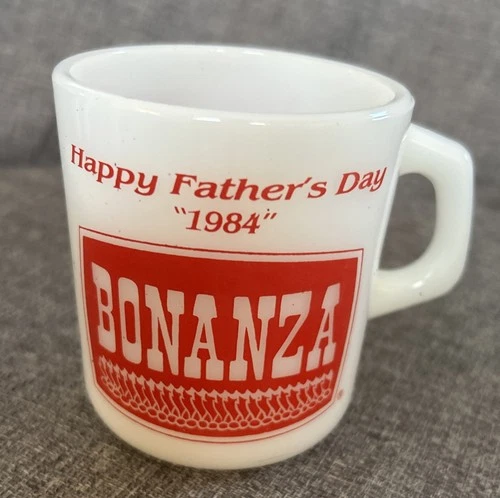 Happy Father's Day
"1984"
BONANZA
®